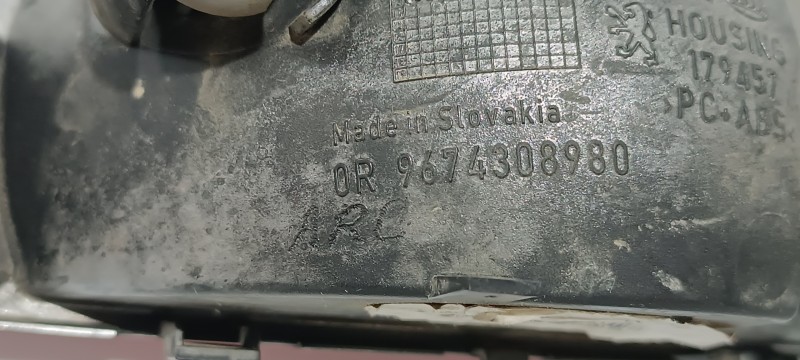 HOUSING
179457
>PC+ABS<
Made in Slovakia
0R 9674308980
ARC